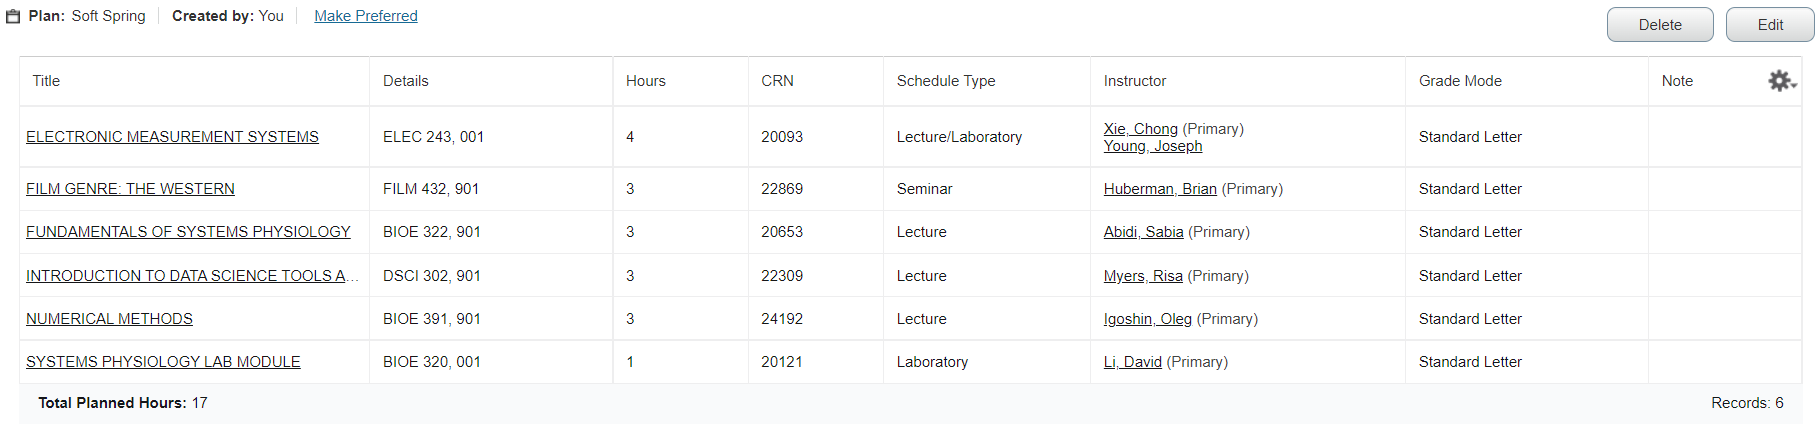 Plan: Soft Spring Created by: You Make Preferred
Delete Edit
Title Details Hours CRN Schedule Type Instructor Grade Mode Note
ELECTRONIC MEASUREMENT SYSTEMS ELEC 243, 001 4 20093 Lecture/Laboratory Xie, Chong (Primary) Standard Letter
Young, Joseph
FILM GENRE: THE WESTERN FILM 432, 901 3 22869 Seminar Huberman, Brian (Primary) Standard Letter
FUNDAMENTALS OF SYSTEMS PHYSIOLOGY BIOE 322, 901 3 20653 Lecture Abidi, Sabia (Primary) Standard Letter
INTRODUCTION TO DATA SCIENCE TOOLS A... DSCI 302, 901 3 22309 Lecture Myers, Risa (Primary) Standard Letter
NUMERICAL METHODS BIOE 391, 901 3 24192 Lecture Igoshin, Oleg (Primary) Standard Letter
SYSTEMS PHYSIOLOGY LAB MODULE BIOE 320, 001 1 20121 Laboratory Li, David (Primary) Standard Letter
Total Planned Hours: 17 Records: 6